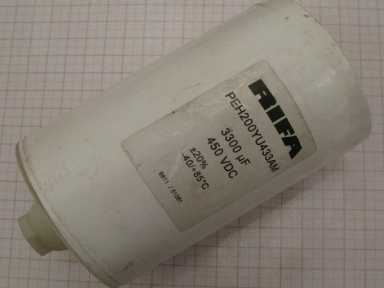 RIFA
PEH200YU433AM
3300 µF
450 VDC
±20%
-40/+85°C